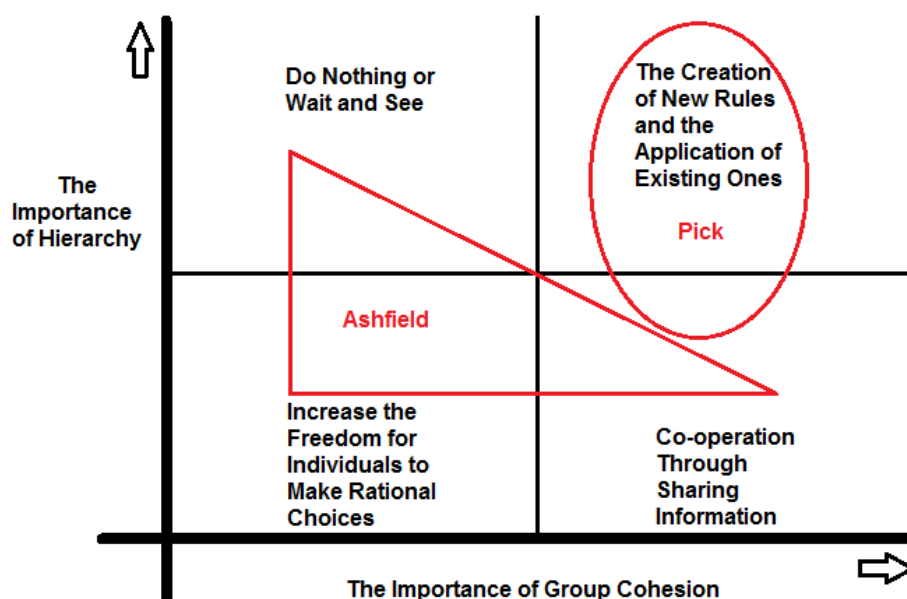 Do Nothing or
Wait and See
The Creation
of New Rules
and the
Application of
Existing Ones
Pick
The
Importance
of Hierarchy
Ashfield
Increase the
Freedom for
Individuals to
Make Rational
Choices
Co-operation
Through
Sharing
Information
The Importance of Group Cohesion